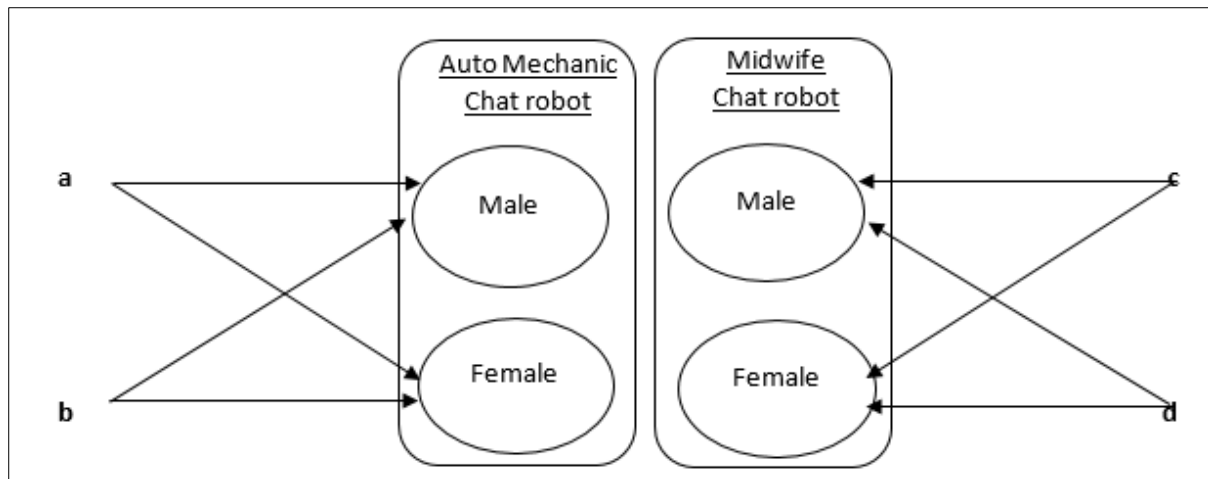 Auto Mechanic
Chat robot
Midwife
Chat robot
a
Male
Male
c
b
Female
Female
d